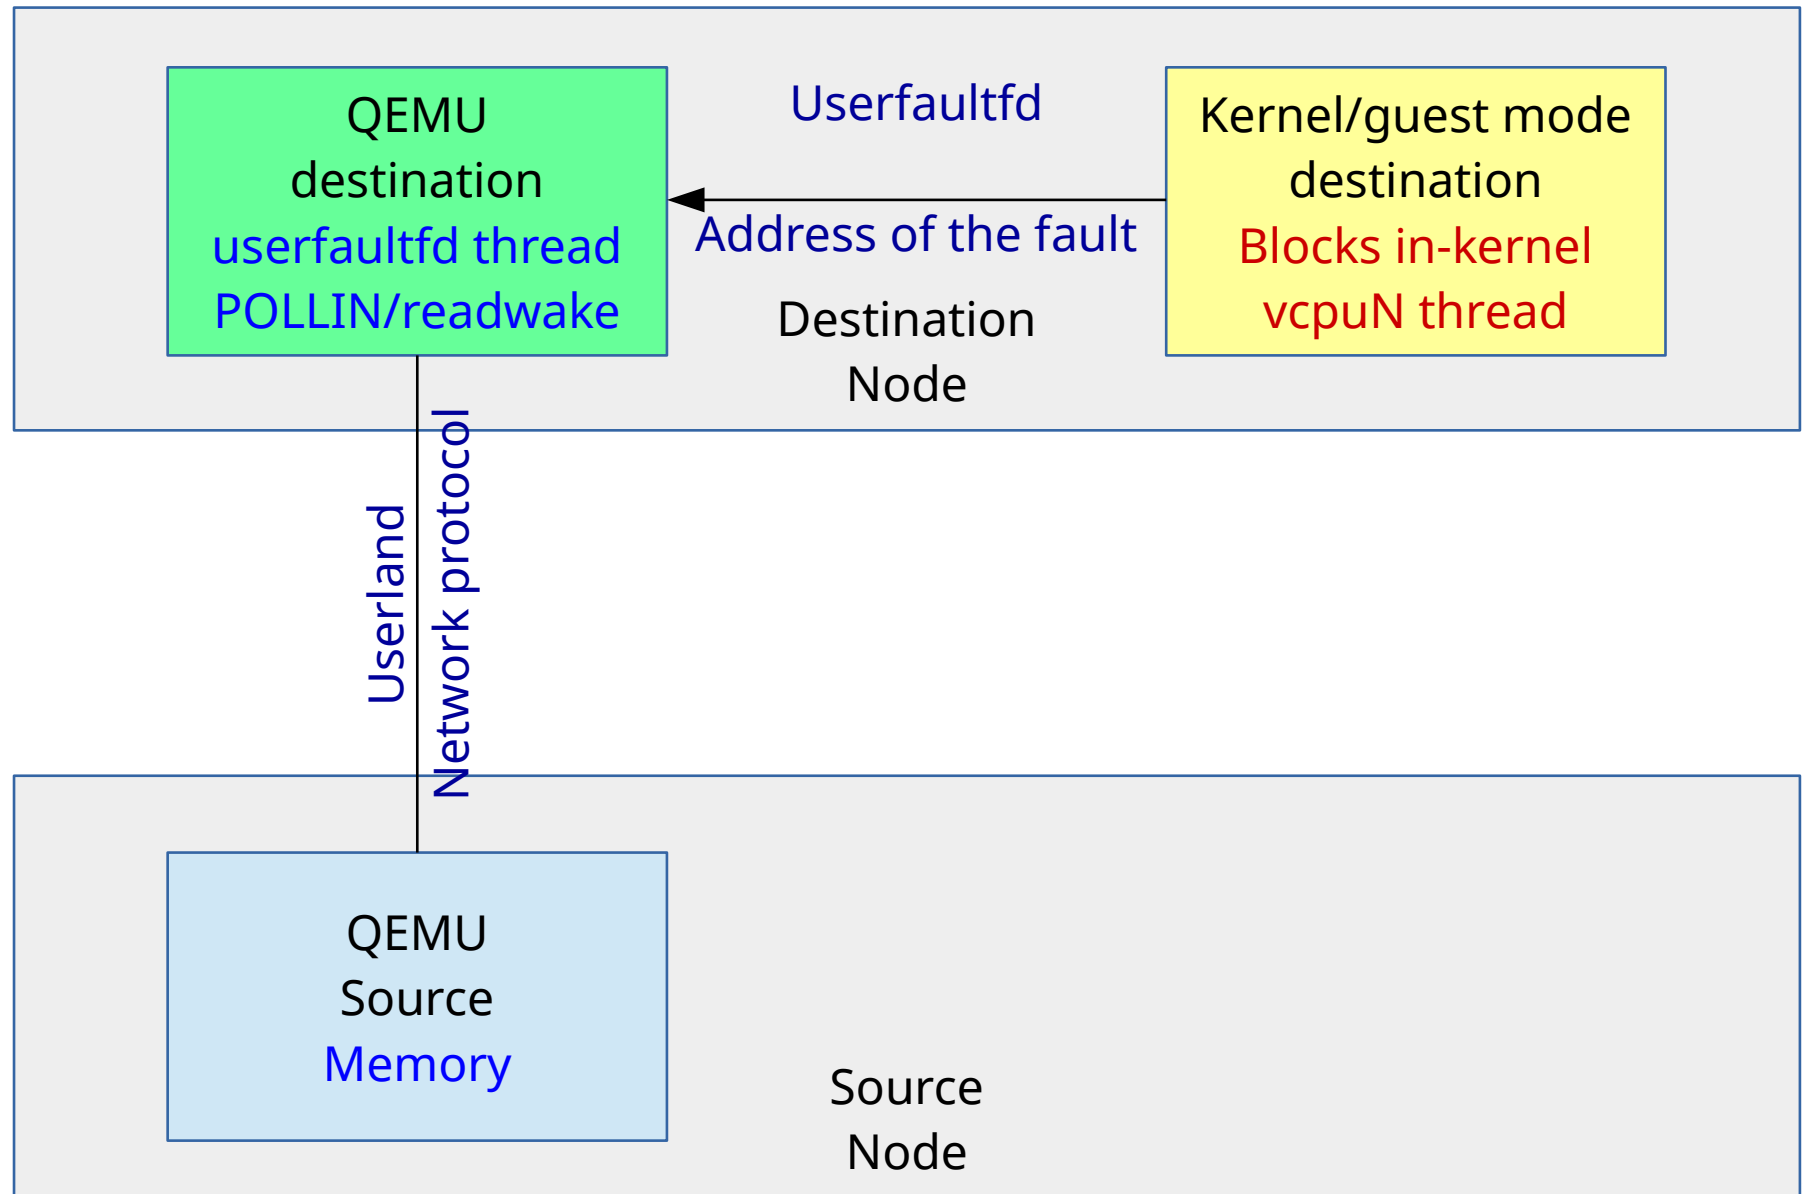 QEMU
destination
userfaultfd thread
POLLIN/readwake
Userfaultfd
Address of the fault
Kernel/guest mode
destination
Blocks in-kernel
vcpuN thread
Destination
Node
Userland
Network protocol
QEMU
Source
Memory
Source
Node